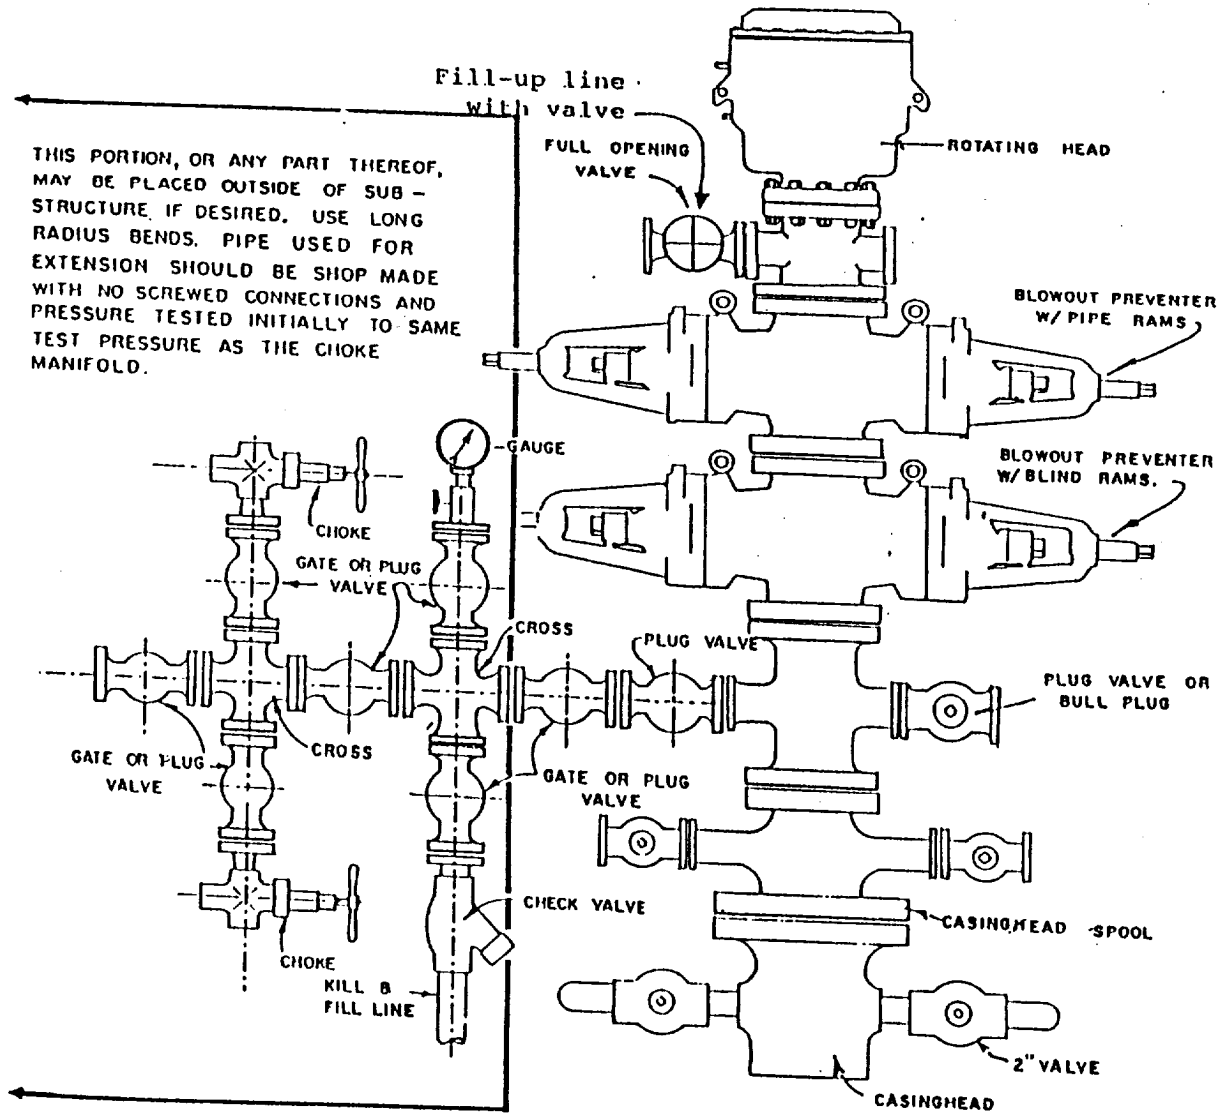 Fill-up line
with valve
FULL OPENING
VALVE
ROTATING HEAD
THIS PORTION, OR ANY PART THEREOF,
MAY BE PLACED OUTSIDE OF SUB-
STRUCTURE IF DESIRED. USE LONG
RADIUS BENDS. PIPE USED FOR
EXTENSION SHOULD BE SHOP MADE
WITH NO SCREWED CONNECTIONS AND
PRESSURE TESTED INITIALLY TO SAME
TEST PRESSURE AS THE CHOKE
MANIFOLD.
BLOWOUT PREVENTER
W/PIPE RAMS
GAUGE
BLOWOUT PREVENTER
W/BLIND RAMS.
CHOKE
GATE OR PLUG
VALVE
CROSS
PLUG VALVE
PLUG VALVE OR
BULL PLUG
CROSS
GATE OR PLUG
VALVE
GATE OR PLUG
VALVE
CHECK VALVE
CASINGHEAD SPOOL
CHOKE
KILL &
FILL LINE
2" VALVE
CASINGHEAD